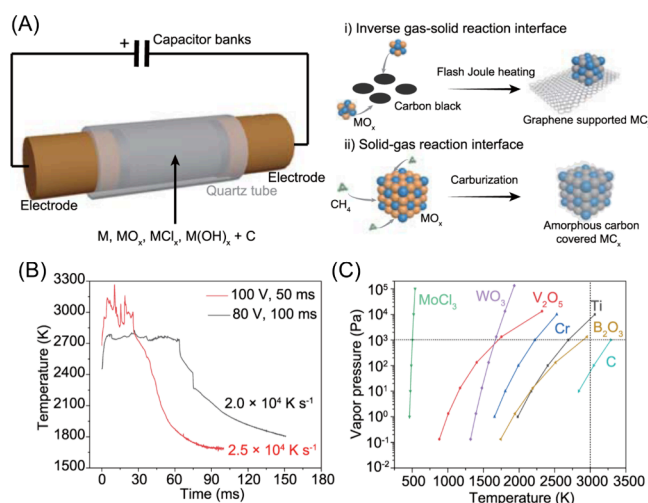 (A)
+
Capacitor banks
Electrode
Quartz tube
Electrode
M, MOx, MClx, M(OH)x + C
i) Inverse gas-solid reaction interface
MOx
Carbon black
Flash Joule heating
Graphene supported MC
ii) Solid-gas reaction interface
CH4
MOx
Carburization
Amorphous carbon
covered MCx
(B)
Temperature (K)
3300
3000
2700
2400
2100
1800
1500
100 V, 50 ms
80 V, 100 ms
2.0 × 10⁴ K s⁻¹
2.5 × 10⁴ K s⁻¹
0 30 60 90 120 150 180
Time (ms)
(C)
Vapor pressure (Pa)
10⁵
10⁴
10³
10²
10¹
10⁰
10⁻¹
10⁻²
MoCl3
WO3
V2O5
Cr
Ti
B2O3
C
500 1000 1500 2000 2500 3000 3500
Temperature (K)